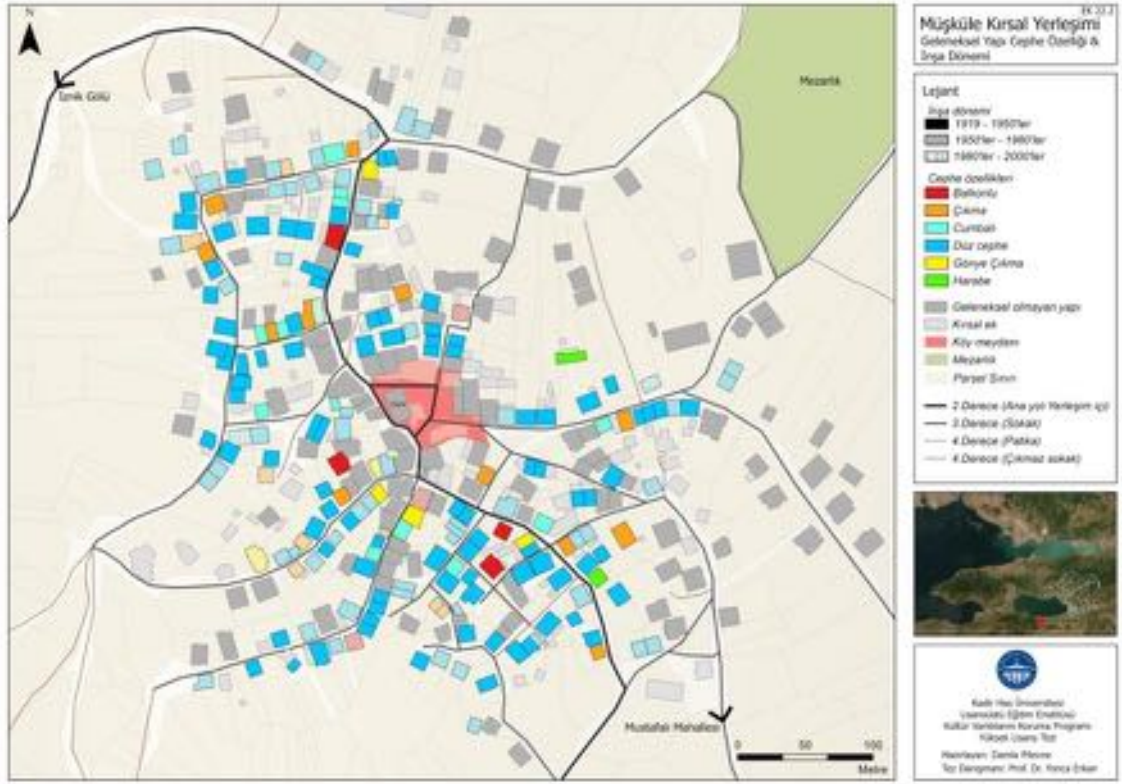 EK 22.2
Müşküle Kırsal Yerleşimi
Geleneksel Yapı Cephe Özelliği &
İnşa Dönemi
N
İznik Gölü
Mezarlık
Lejant
İnşa dönemi
1919 - 1950'ler
1950'ler - 1980'ler
1980'ler - 2000'ler
Cephe özellikleri
Balkonlu
Çıkma
Cumbalı
Düz cephe
Gönye Çıkma
Harabe
Geleneksel olmayan yapı
Kırsal ek
Köy meydanı
Mezarlık
Parsel Sınırı
2.Derece (Ana yol Yerleşim içi)
3.Derece (Sokak)
4.Derece (Patika)
4.Derece (Çıkmaz sokak)
Mustafalı Mahallesi
0 50 100
Metre
Kadir Has Üniversitesi
Lisansüstü Eğitim Enstitüsü
Kültür Varlıklarını Koruma Programı
Yüksek Lisans Tezi
Hazırlayan: Damla
Tez Danışmanı: Prof. Dr. Yonca Erkan